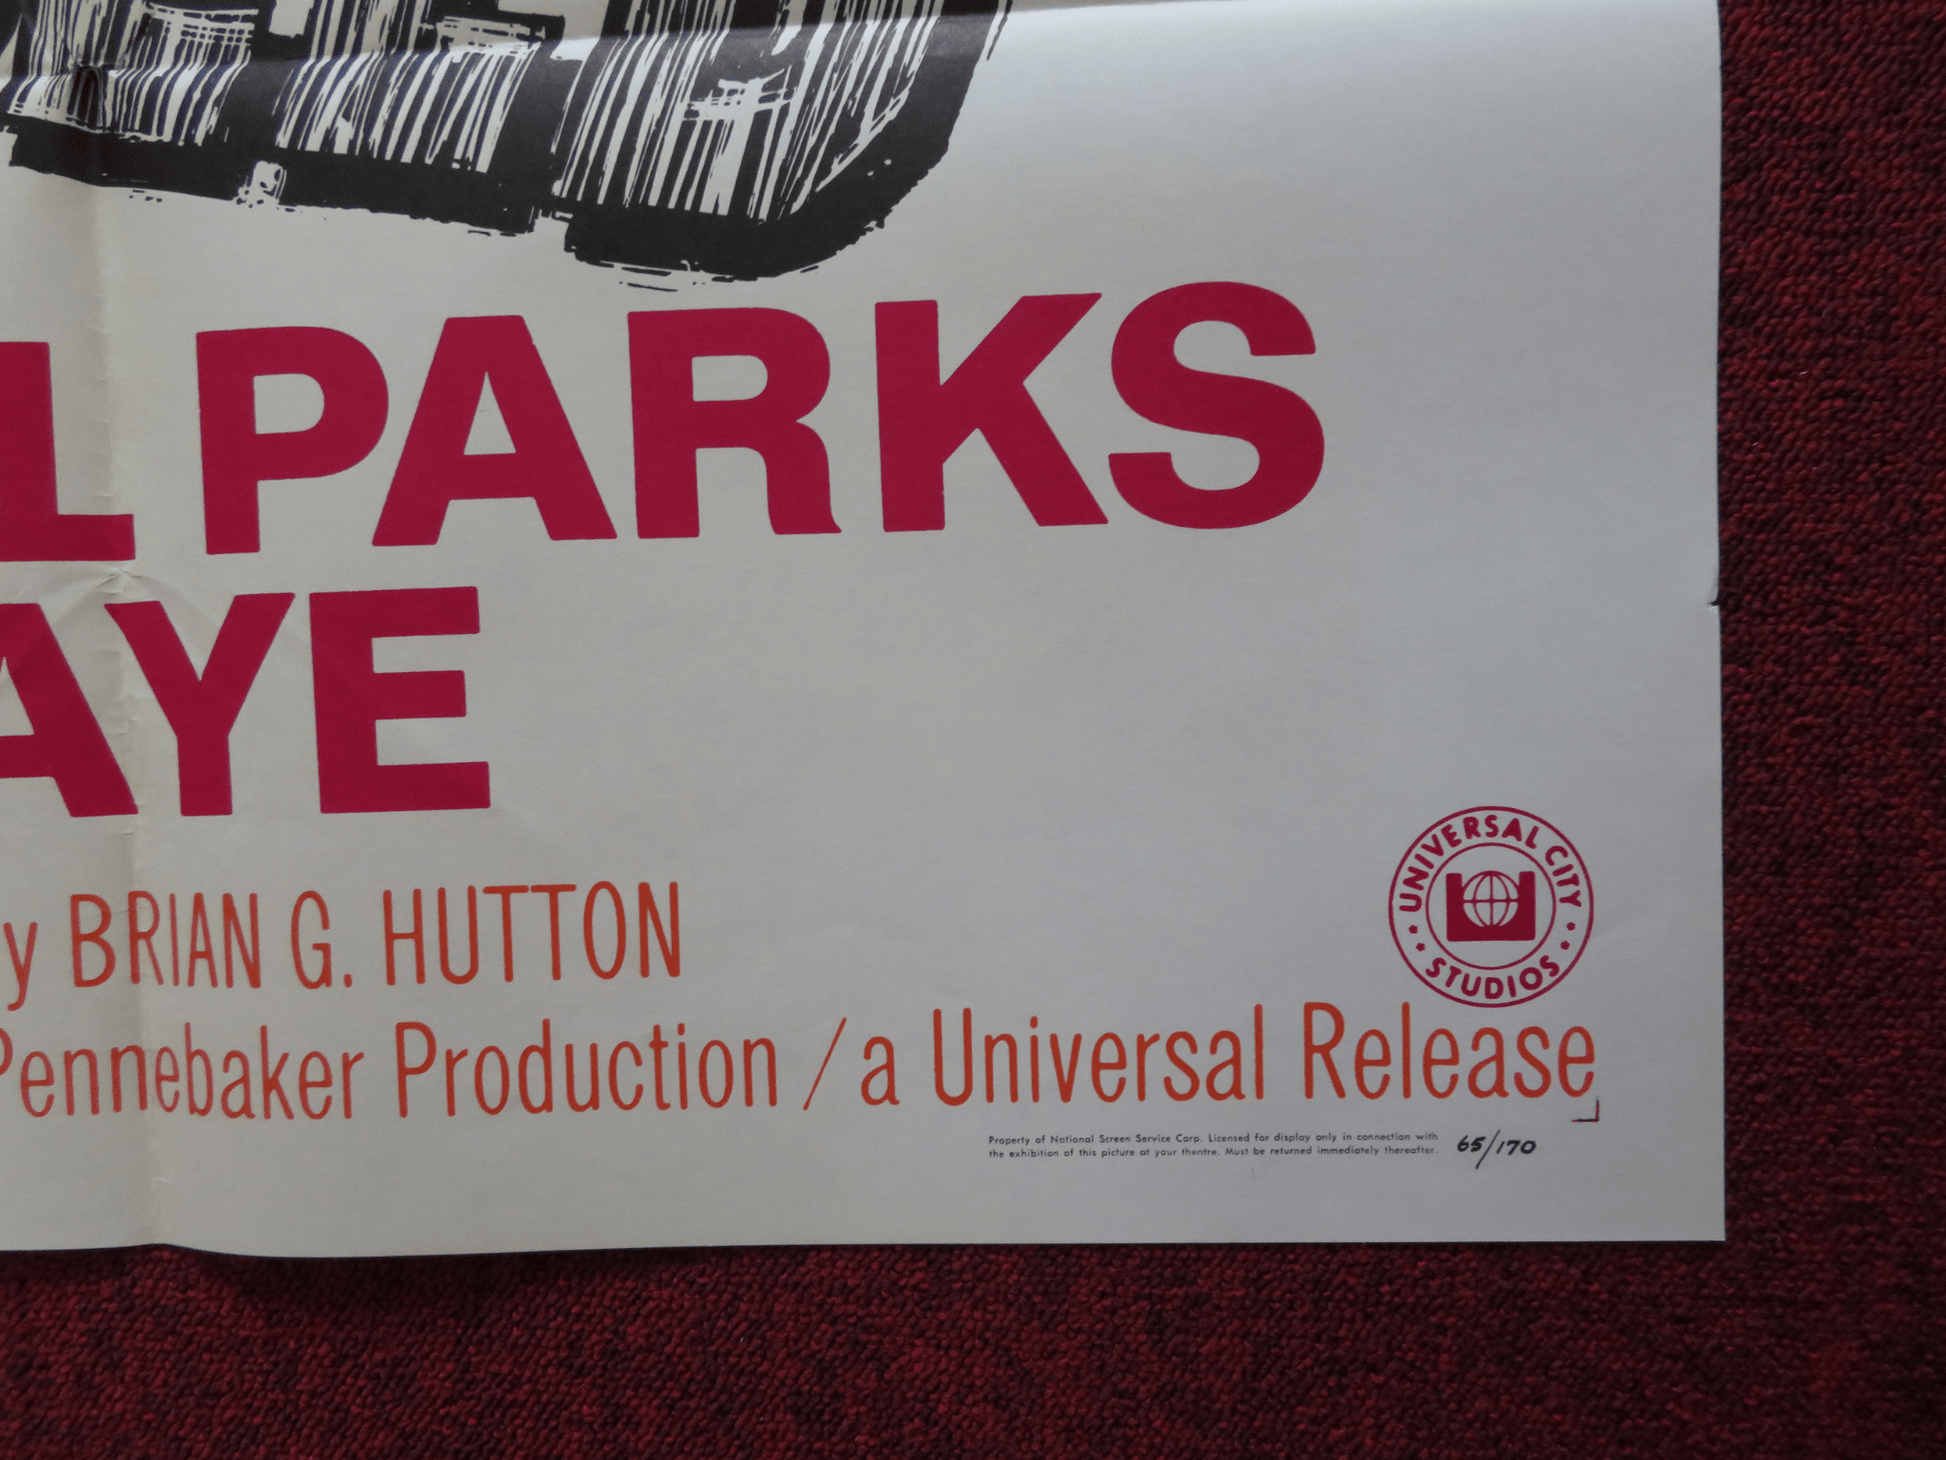 L PARKS
AYE
y BRIAN G. HUTTON
Pennebaker Production / a Universal Release
UNIVERSAL CITY
STUDIOS
Property of National Screen Service Corp. Licensed for display only in connection with
the exhibition of this picture at your theatre. Must be returned immediately thereafter.
65/170